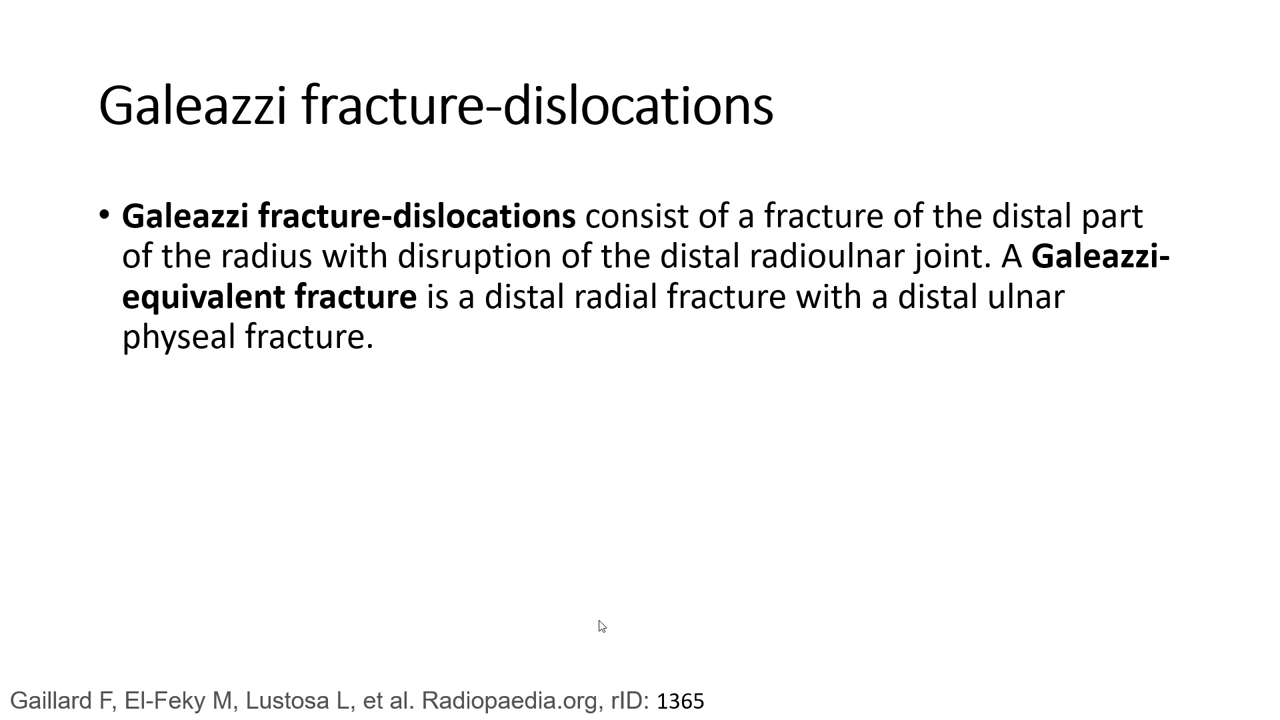 Galeazzi fracture-dislocations
• Galeazzi fracture-dislocations consist of a fracture of the distal part
of the radius with disruption of the distal radioulnar joint. A Galeazzi-
equivalent fracture is a distal radial fracture with a distal ulnar
physeal fracture.
Gaillard F, El-Feky M, Lustosa L, et al. Radiopaedia.org, rID: 1365